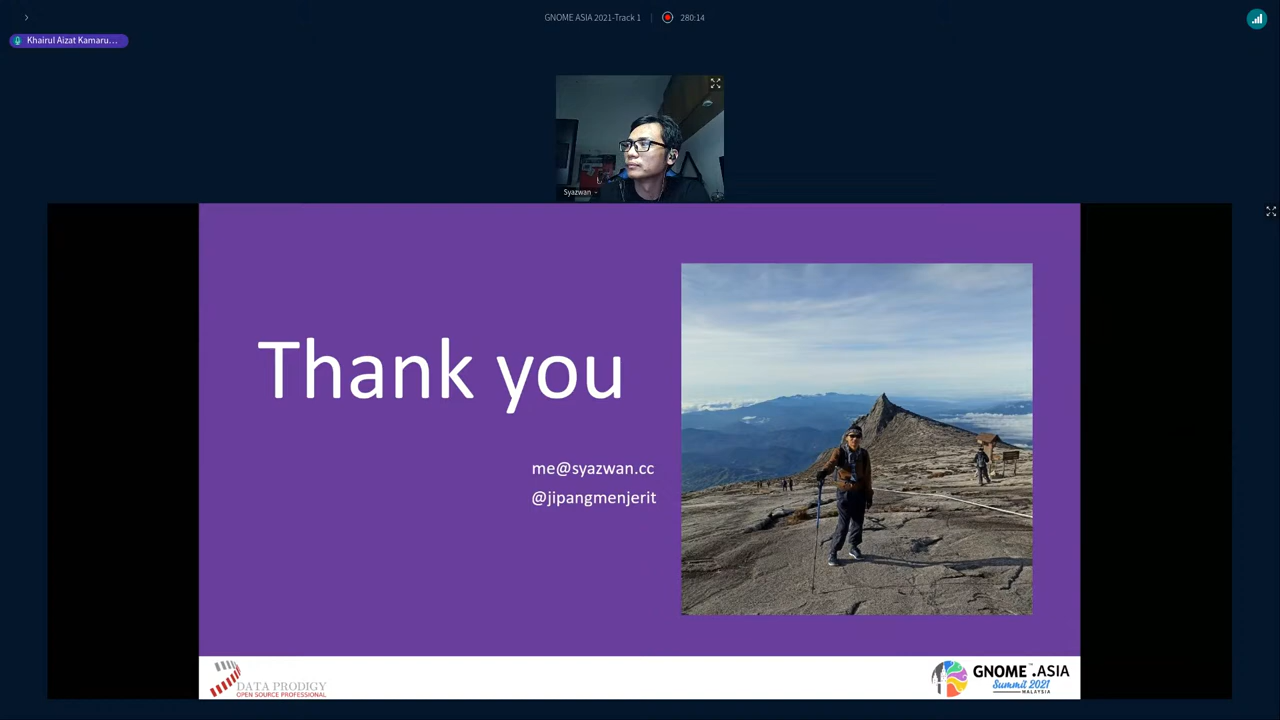 GNOME ASIA 2021-Track 1
280:14
Khairul Aizat Kamaru...
Syazwan
Thank you
me@syazwan.cc
@jipangmenjerit
DATA PRODIGY
OPEN SOURCE PROFESSIONAL
GNOME™.ASIA
Summit 2021
MALAYSIA